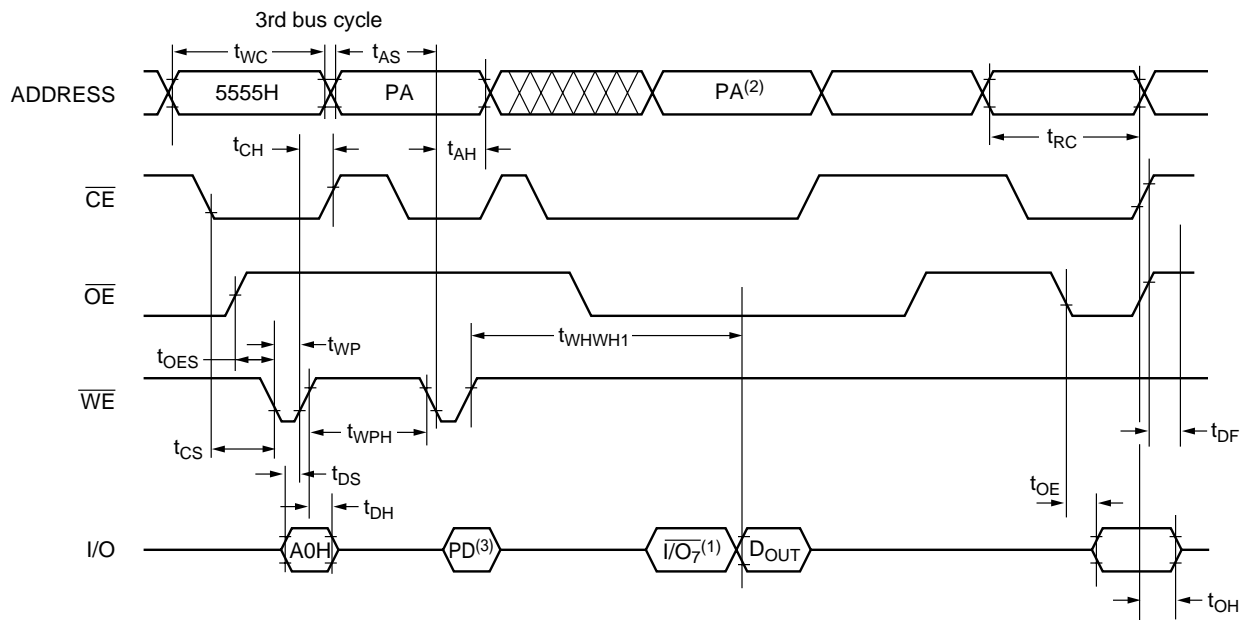 3rd bus cycle
tWC tAS
ADDRESS 5555H PA PA(2)
tCH tAH tRC
CE
OE
tWP tWHWH1
tOES
WE
tWPH tDF
tCS
tDS
tOE
tDH
I/O A0H PD(3) I/O7(1) DOUT
tOH